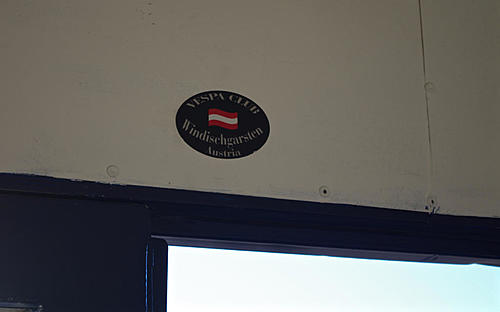 VESPA CLUB
Windischgarsten
Austria